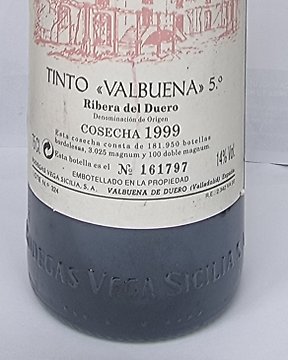 TINTO «VALBUENA» 5.º
Ribera del Duero
Denominación de Origen
COSECHA 1999
Esta cosecha consta de 181.950 botellas
bordelesas, 3.025 magnum y 100 doble magnum.
Esta botella es el Nº 161797 14% Vol.
BODEGAS VEGA SICILIA, S. A. EMBOTELLADO EN LA PROPIEDAD
VALBUENA DE DUERO (Valladolid) España
BODEGAS VEGA SICILIA